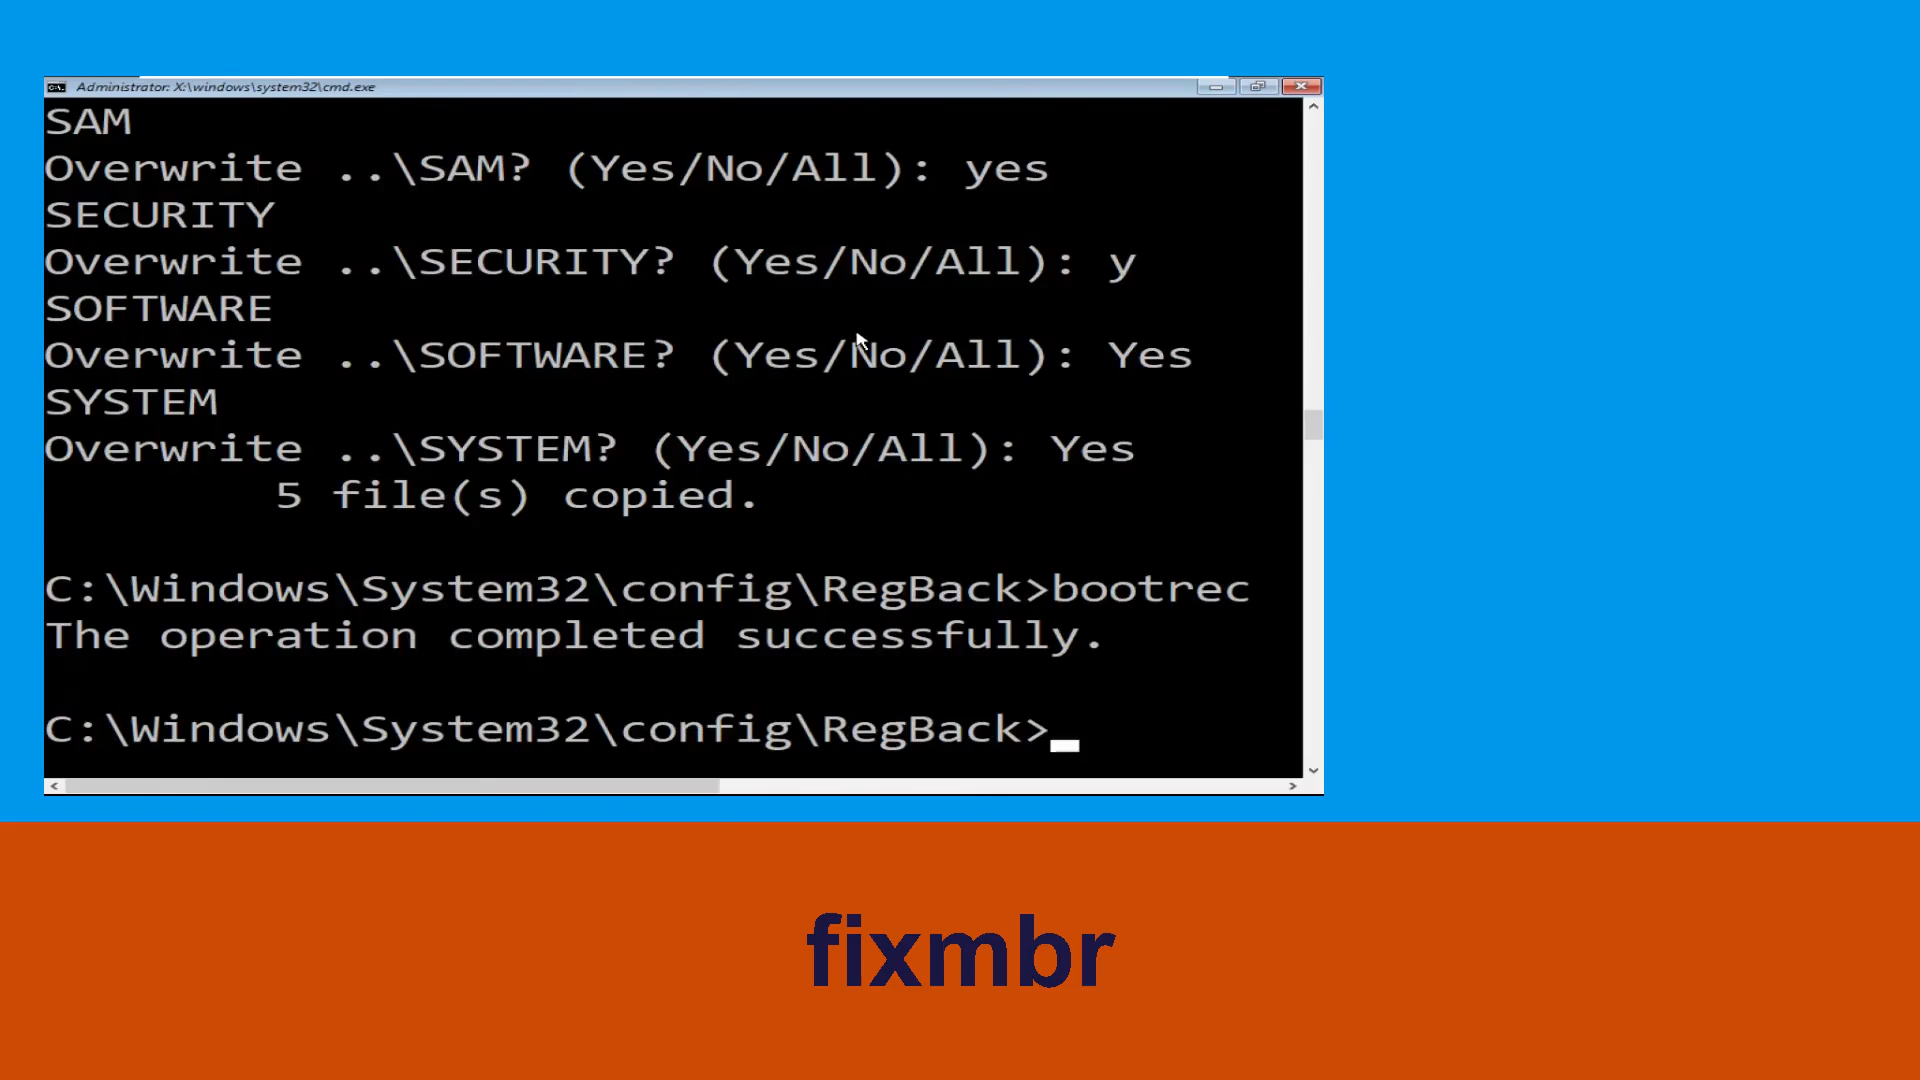 Administrator: X:\windows\system32\cmd.exe
SAM
Overwrite ..\SAM? (Yes/No/All): yes
SECURITY
Overwrite ..\SECURITY? (Yes/No/All): y
SOFTWARE
Overwrite ..\SOFTWARE? (Yes/No/All): Yes
SYSTEM
Overwrite ..\SYSTEM? (Yes/No/All): Yes
5 file(s) copied.
C:\Windows\System32\config\RegBack>bootrec
The operation completed successfully.
C:\Windows\System32\config\RegBack>
fixmbr